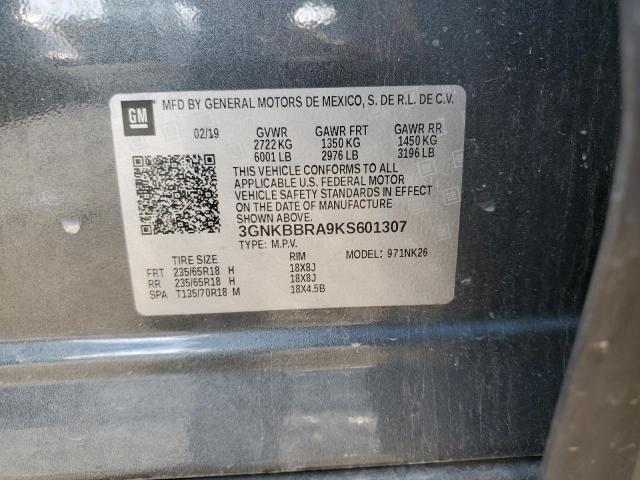 GM
MFD BY GENERAL MOTORS DE MEXICO, S. DE R.L. DE C.V.
02/19 GVWR GAWR FRT GAWR RR
2722 KG 1350 KG 1450 KG
6001 LB 2976 LB 3196 LB
THIS VEHICLE CONFORMS TO ALL
APPLICABLE U.S. FEDERAL MOTOR
VEHICLE SAFETY STANDARDS IN EFFECT
ON THE DATE OF MANUFACTURE
SHOWN ABOVE.
3GNKBBRA9KS601307
TYPE: M.P.V.
TIRE SIZE RIM MODEL: 971NK26
FRT 235/65R18 H 18X8J
RR 235/65R18 H 18X8J
SPA T135/70R18 M 18X4.5B